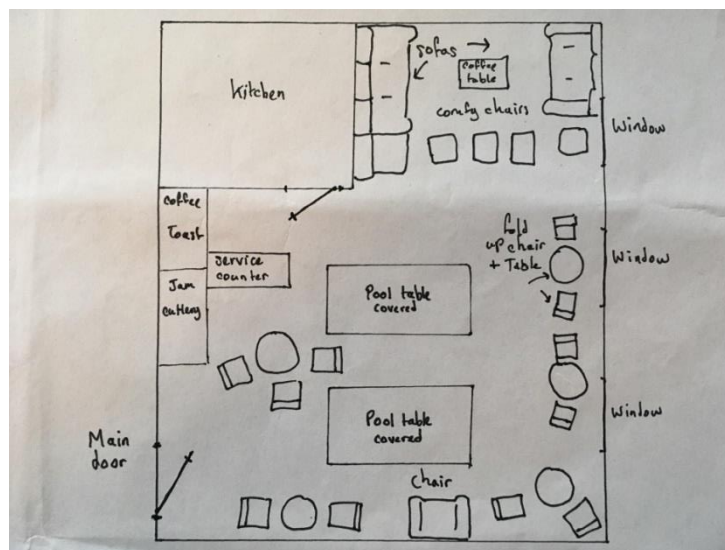 Kitchen
sofas
coffee
table
comfy chairs
Window
coffee
Toast
Jam
cutlery
service
counter
Fold
up chair
+ Table
Window
Pool table
covered
Pool table
covered
Window
Main
door
chair